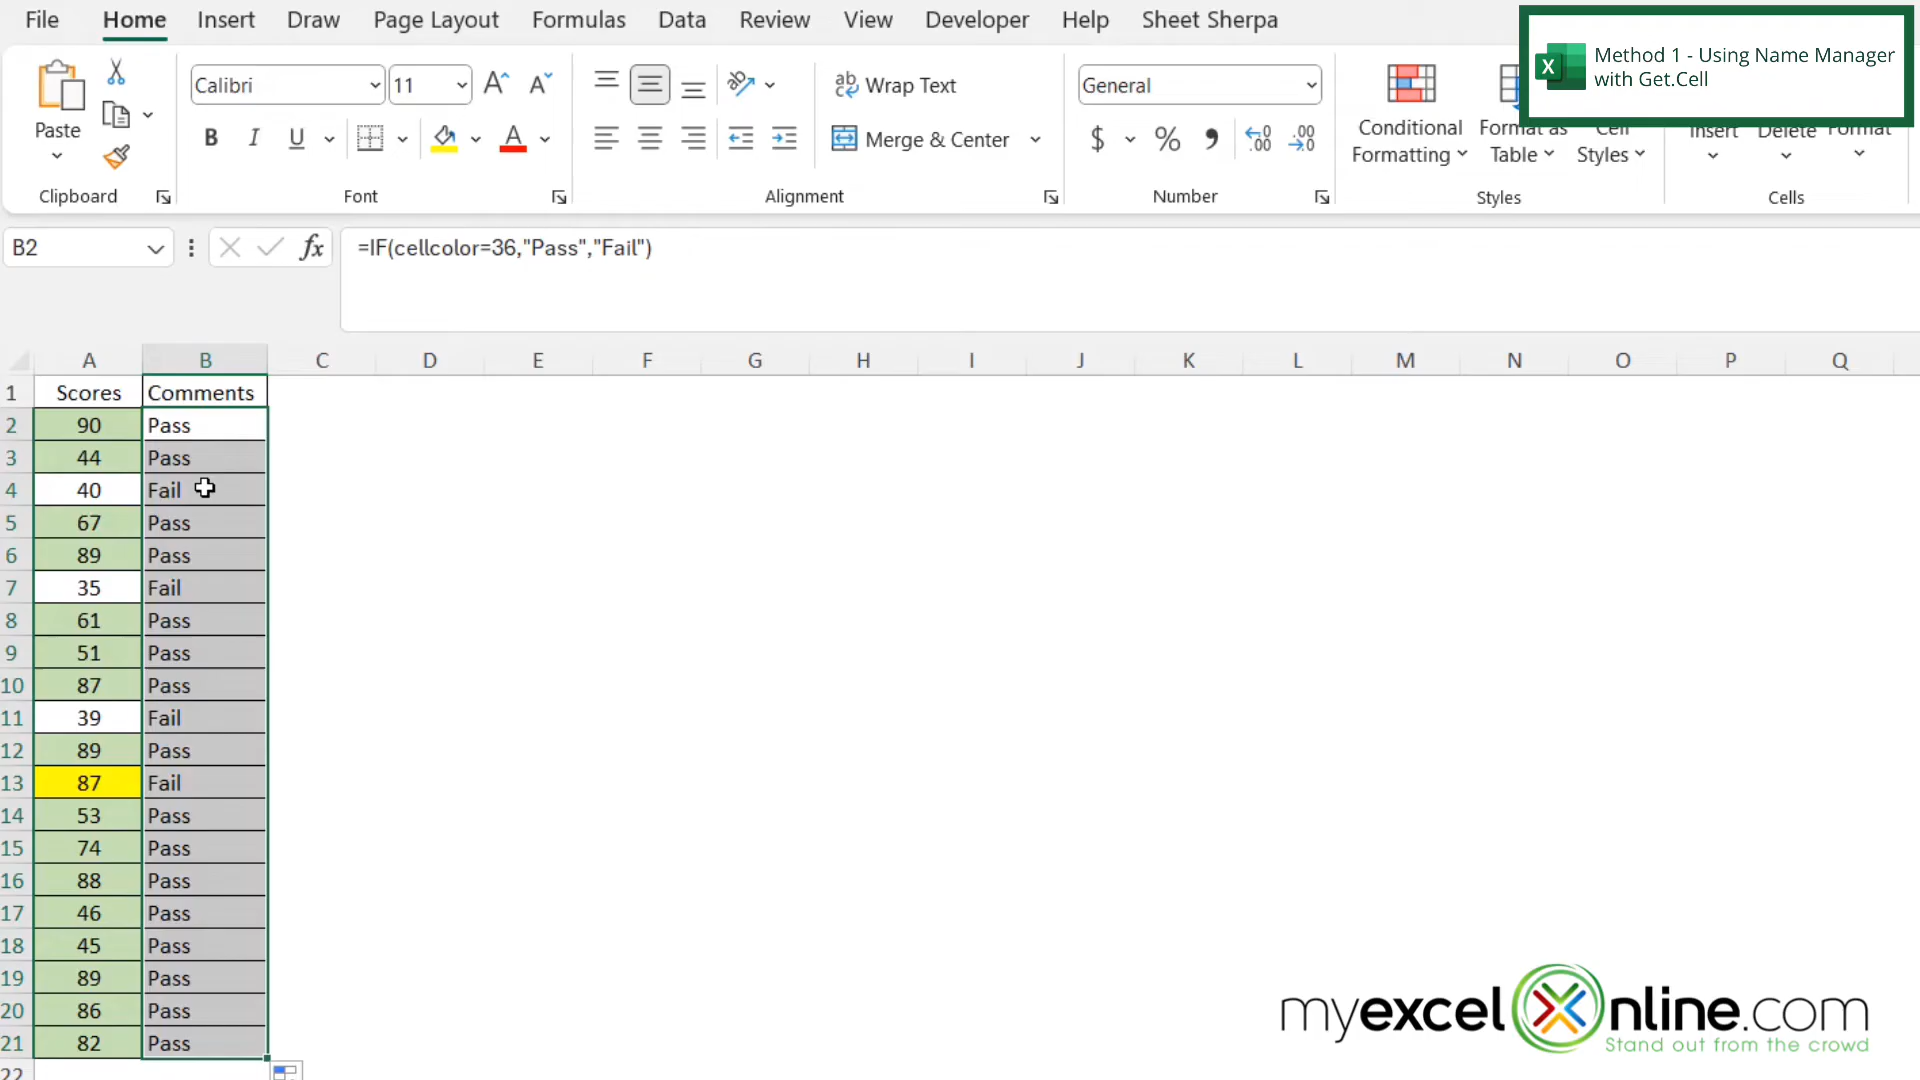 File Home Insert Draw Page Layout Formulas Data Review View Developer Help Sheet Sherpa
Method 1 - Using Name Manager
with Get.Cell
Paste
Calibri 11
B I U A
ab Wrap Text
Merge & Center
General
$ % , .00
Conditional
Formatting
Format as
Table
Cell
Styles
Insert Delete Format
Clipboard Font Alignment Number Styles Cells
B2 fx =IF(cellcolor=36,"Pass","Fail")
A B C D E F G H I J K L M N O P Q
1 Scores Comments
2 90 Pass
3 44 Pass
4 40 Fail
5 67 Pass
6 89 Pass
7 35 Fail
8 61 Pass
9 51 Pass
10 87 Pass
11 39 Fail
12 89 Pass
13 87 Fail
14 53 Pass
15 74 Pass
16 88 Pass
17 46 Pass
18 45 Pass
19 89 Pass
20 86 Pass
21 82 Pass
22
myexcelOnline.com
Stand out from the crowd